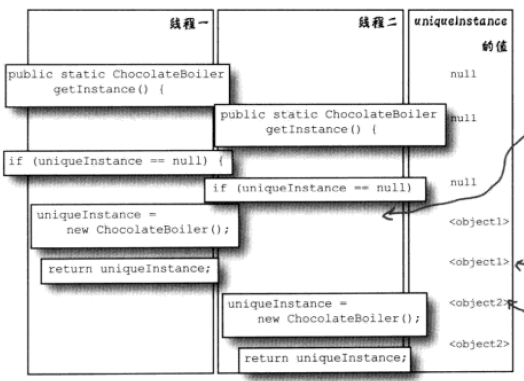 线程一
线程二
uniqueInstance
的值
public static ChocolateBoiler
getInstance() {
null
public static ChocolateBoiler
getInstance() {
null
if (uniqueInstance == null) {
if (uniqueInstance == null)
null
uniqueInstance =
new ChocolateBoiler();
<object1>
return uniqueInstance;
<object1>
uniqueInstance =
new ChocolateBoiler();
<object2>
return uniqueInstance;
<object2>